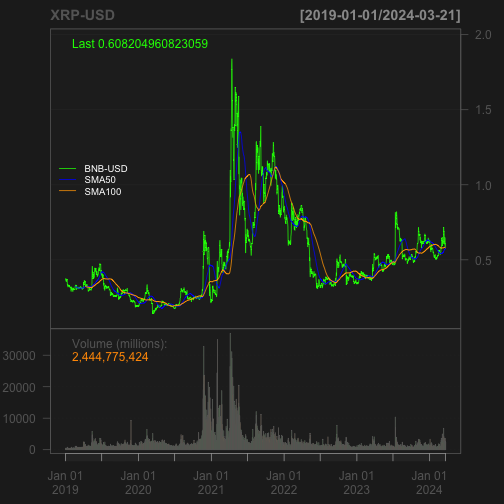 XRP-USD [2019-01-01/2024-03-21]
Last 0.608204960823059
2.0
1.5
BNB-USD
SMA50
SMA100
1.0
0.5
Volume (millions):
2,444,775,424
30000
20000
10000
0
Jan 01 Jan 01 Jan 01 Jan 01 Jan 01 Jan 01
2019 2020 2021 2022 2023 2024